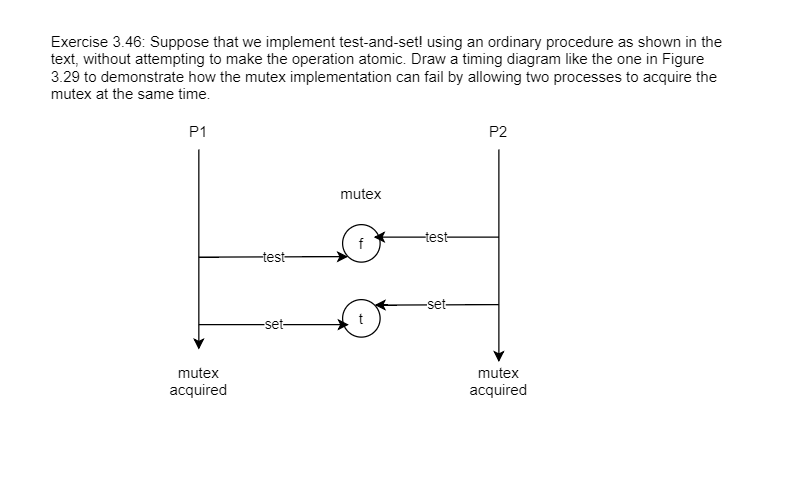 Exercise 3.46: Suppose that we implement test-and-set! using an ordinary procedure as shown in the
text, without attempting to make the operation atomic. Draw a timing diagram like the one in Figure
3.29 to demonstrate how the mutex implementation can fail by allowing two processes to acquire the
mutex at the same time.
P1
P2
mutex
test
f
test
set
t
set
mutex
acquired
mutex
acquired